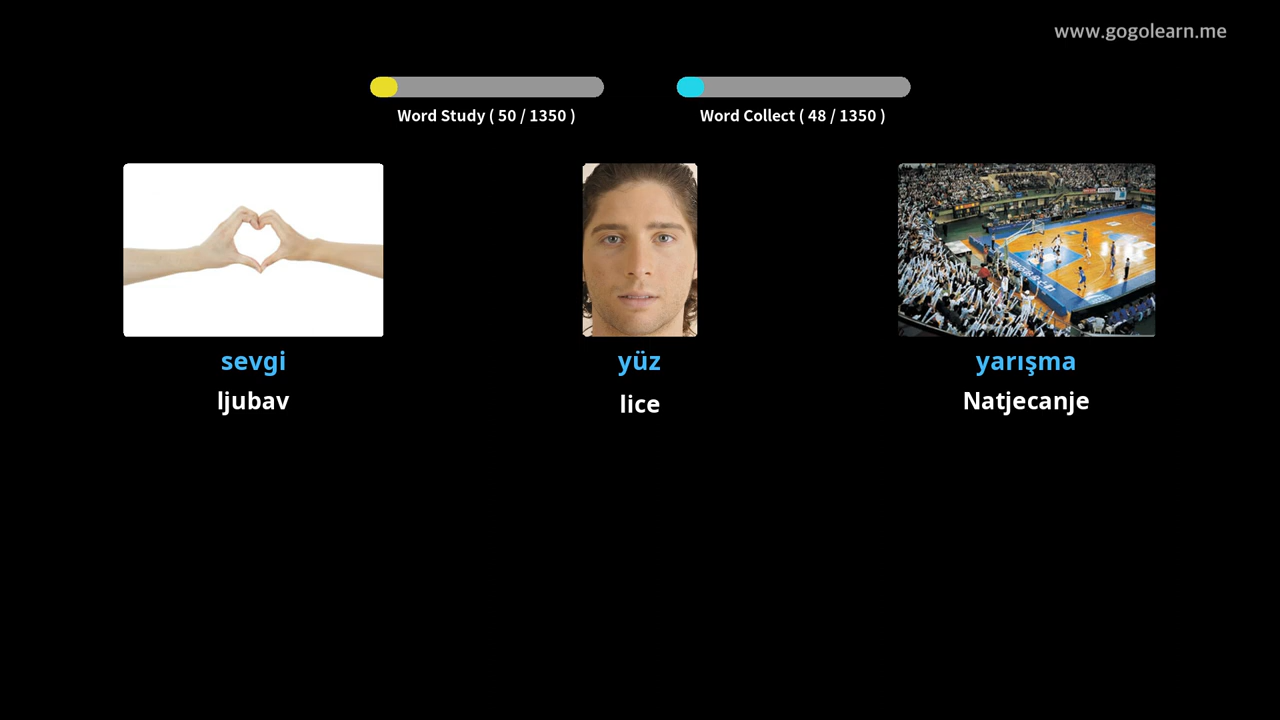 www.gogolearn.me
Word Study ( 50 / 1350 )
Word Collect ( 48 / 1350 )
sevgi
ljubav
yüz
lice
yarışma
Natjecanje